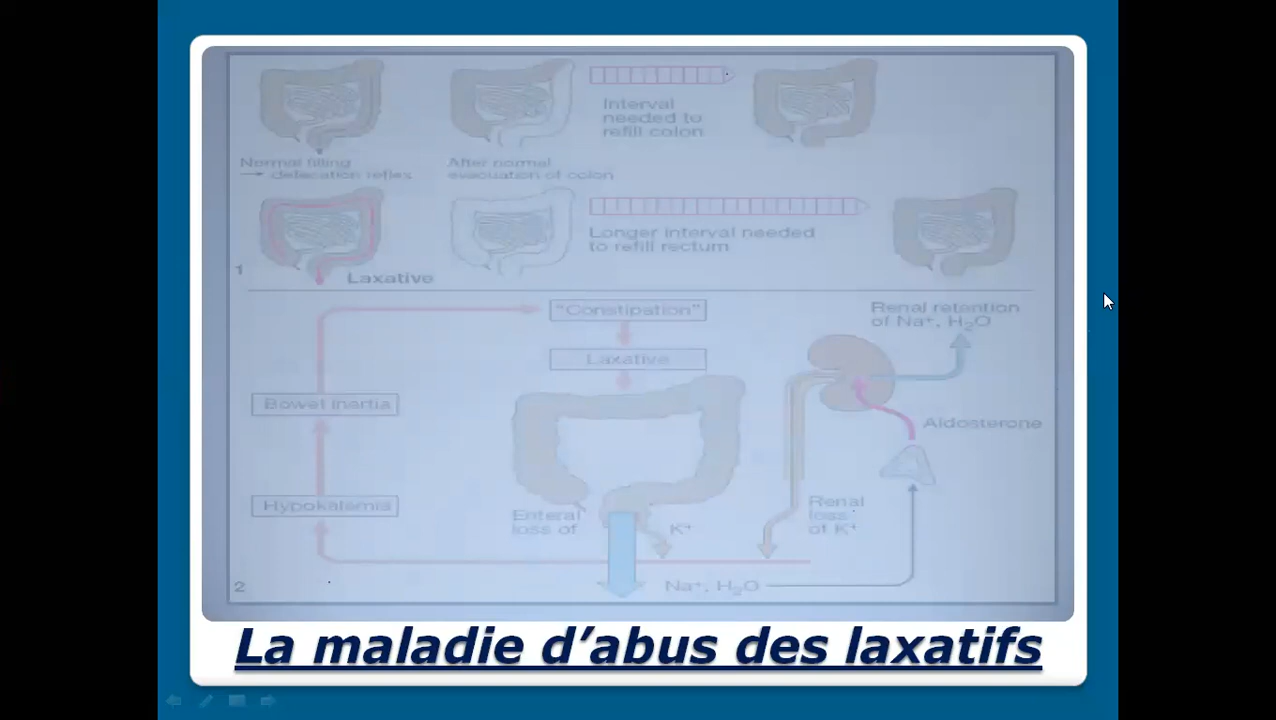 Interval
needed to
refill colon
Normal filling
→ defecation reflex
After normal
evacuation of colon
Longer interval needed
to refill rectum
1
Laxative
"Constipation"
Renal retention
of Na⁺, H₂O
Laxative
Bowel inertia
Aldosterone
Hypokalemia
Enteral
loss of
K⁺
Renal
loss
of K⁺
2
Na⁺, H₂O
La maladie d’abus des laxatifs